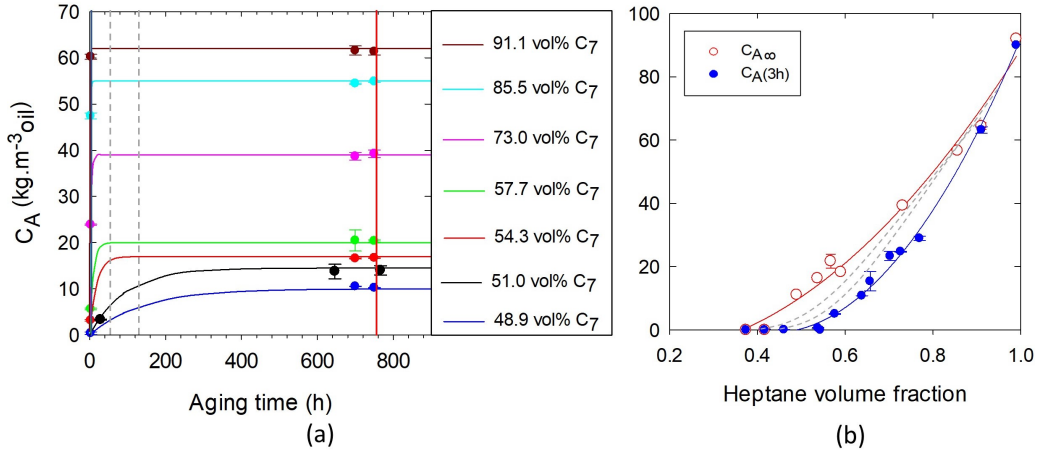 (a)
C_A (kg.m-3oil)
70
60
50
40
30
20
10
0
0 200 400 600 800
Aging time (h)
91.1 vol% C7
85.5 vol% C7
73.0 vol% C7
57.7 vol% C7
54.3 vol% C7
51.0 vol% C7
48.9 vol% C7
(a)
(b)
100
80
60
40
20
0
0.2 0.4 0.6 0.8 1.0
C_A∞
C_A(3h)
Heptane volume fraction
(b)